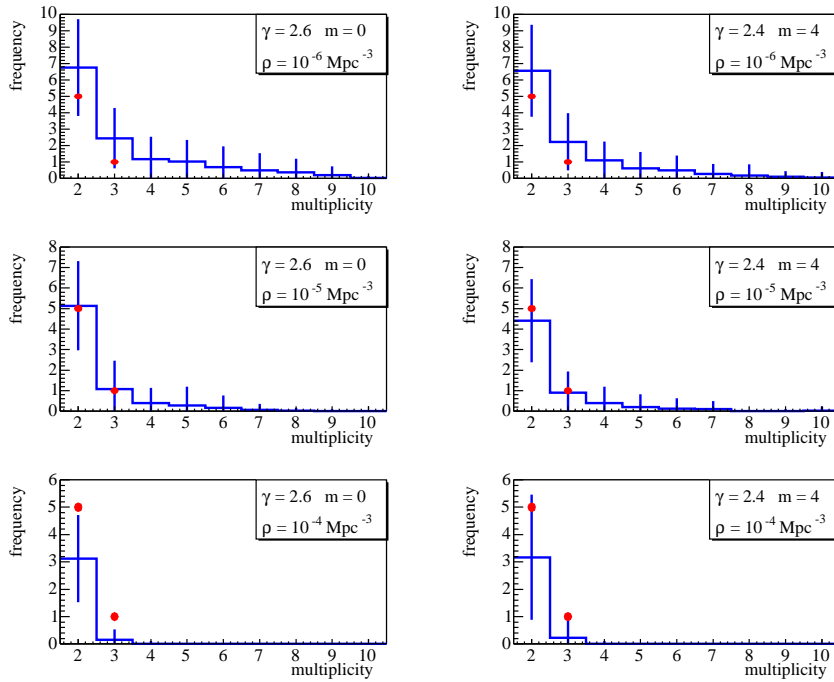 frequency
10
9
8
7
6
5
4
3
2
1
0
γ = 2.6 m = 0
ρ = 10⁻⁶ Mpc⁻³
2 3 4 5 6 7 8 9 10
multiplicity
frequency
10
9
8
7
6
5
4
3
2
1
0
γ = 2.4 m = 4
ρ = 10⁻⁶ Mpc⁻³
2 3 4 5 6 7 8 9 10
multiplicity
frequency
8
7
6
5
4
3
2
1
0
γ = 2.6 m = 0
ρ = 10⁻⁵ Mpc⁻³
2 3 4 5 6 7 8 9 10
multiplicity
frequency
8
7
6
5
4
3
2
1
0
γ = 2.4 m = 4
ρ = 10⁻⁵ Mpc⁻³
2 3 4 5 6 7 8 9 10
multiplicity
frequency
6
5
4
3
2
1
0
γ = 2.6 m = 0
ρ = 10⁻⁴ Mpc⁻³
2 3 4 5 6 7 8 9 10
multiplicity
frequency
6
5
4
3
2
1
0
γ = 2.4 m = 4
ρ = 10⁻⁴ Mpc⁻³
2 3 4 5 6 7 8 9 10
multiplicity